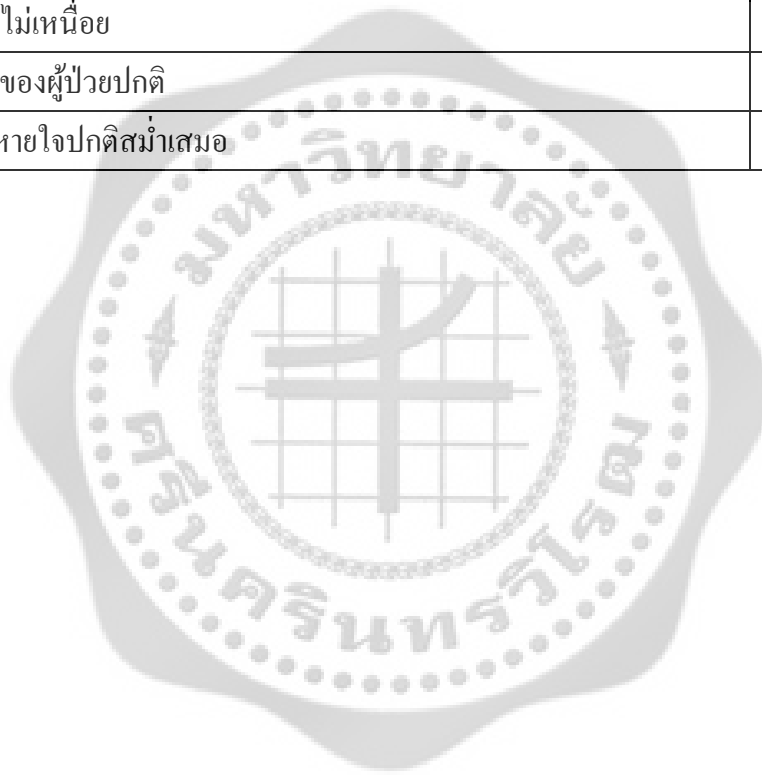 ไม่เหนื่อย
ของผู้ป่วยปกติ
หายใจปกติสม่ำเสมอ
มหาวิทยาลัย
ศรีนครินทรวิโรฒ